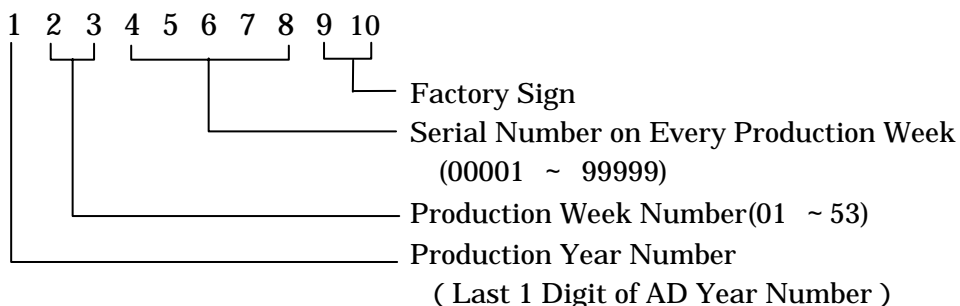 1 2 3 4 5 6 7 8 9 10
Factory Sign
Serial Number on Every Production Week
(00001 ~ 99999)
Production Week Number(01 ~ 53)
Production Year Number
( Last 1 Digit of AD Year Number )